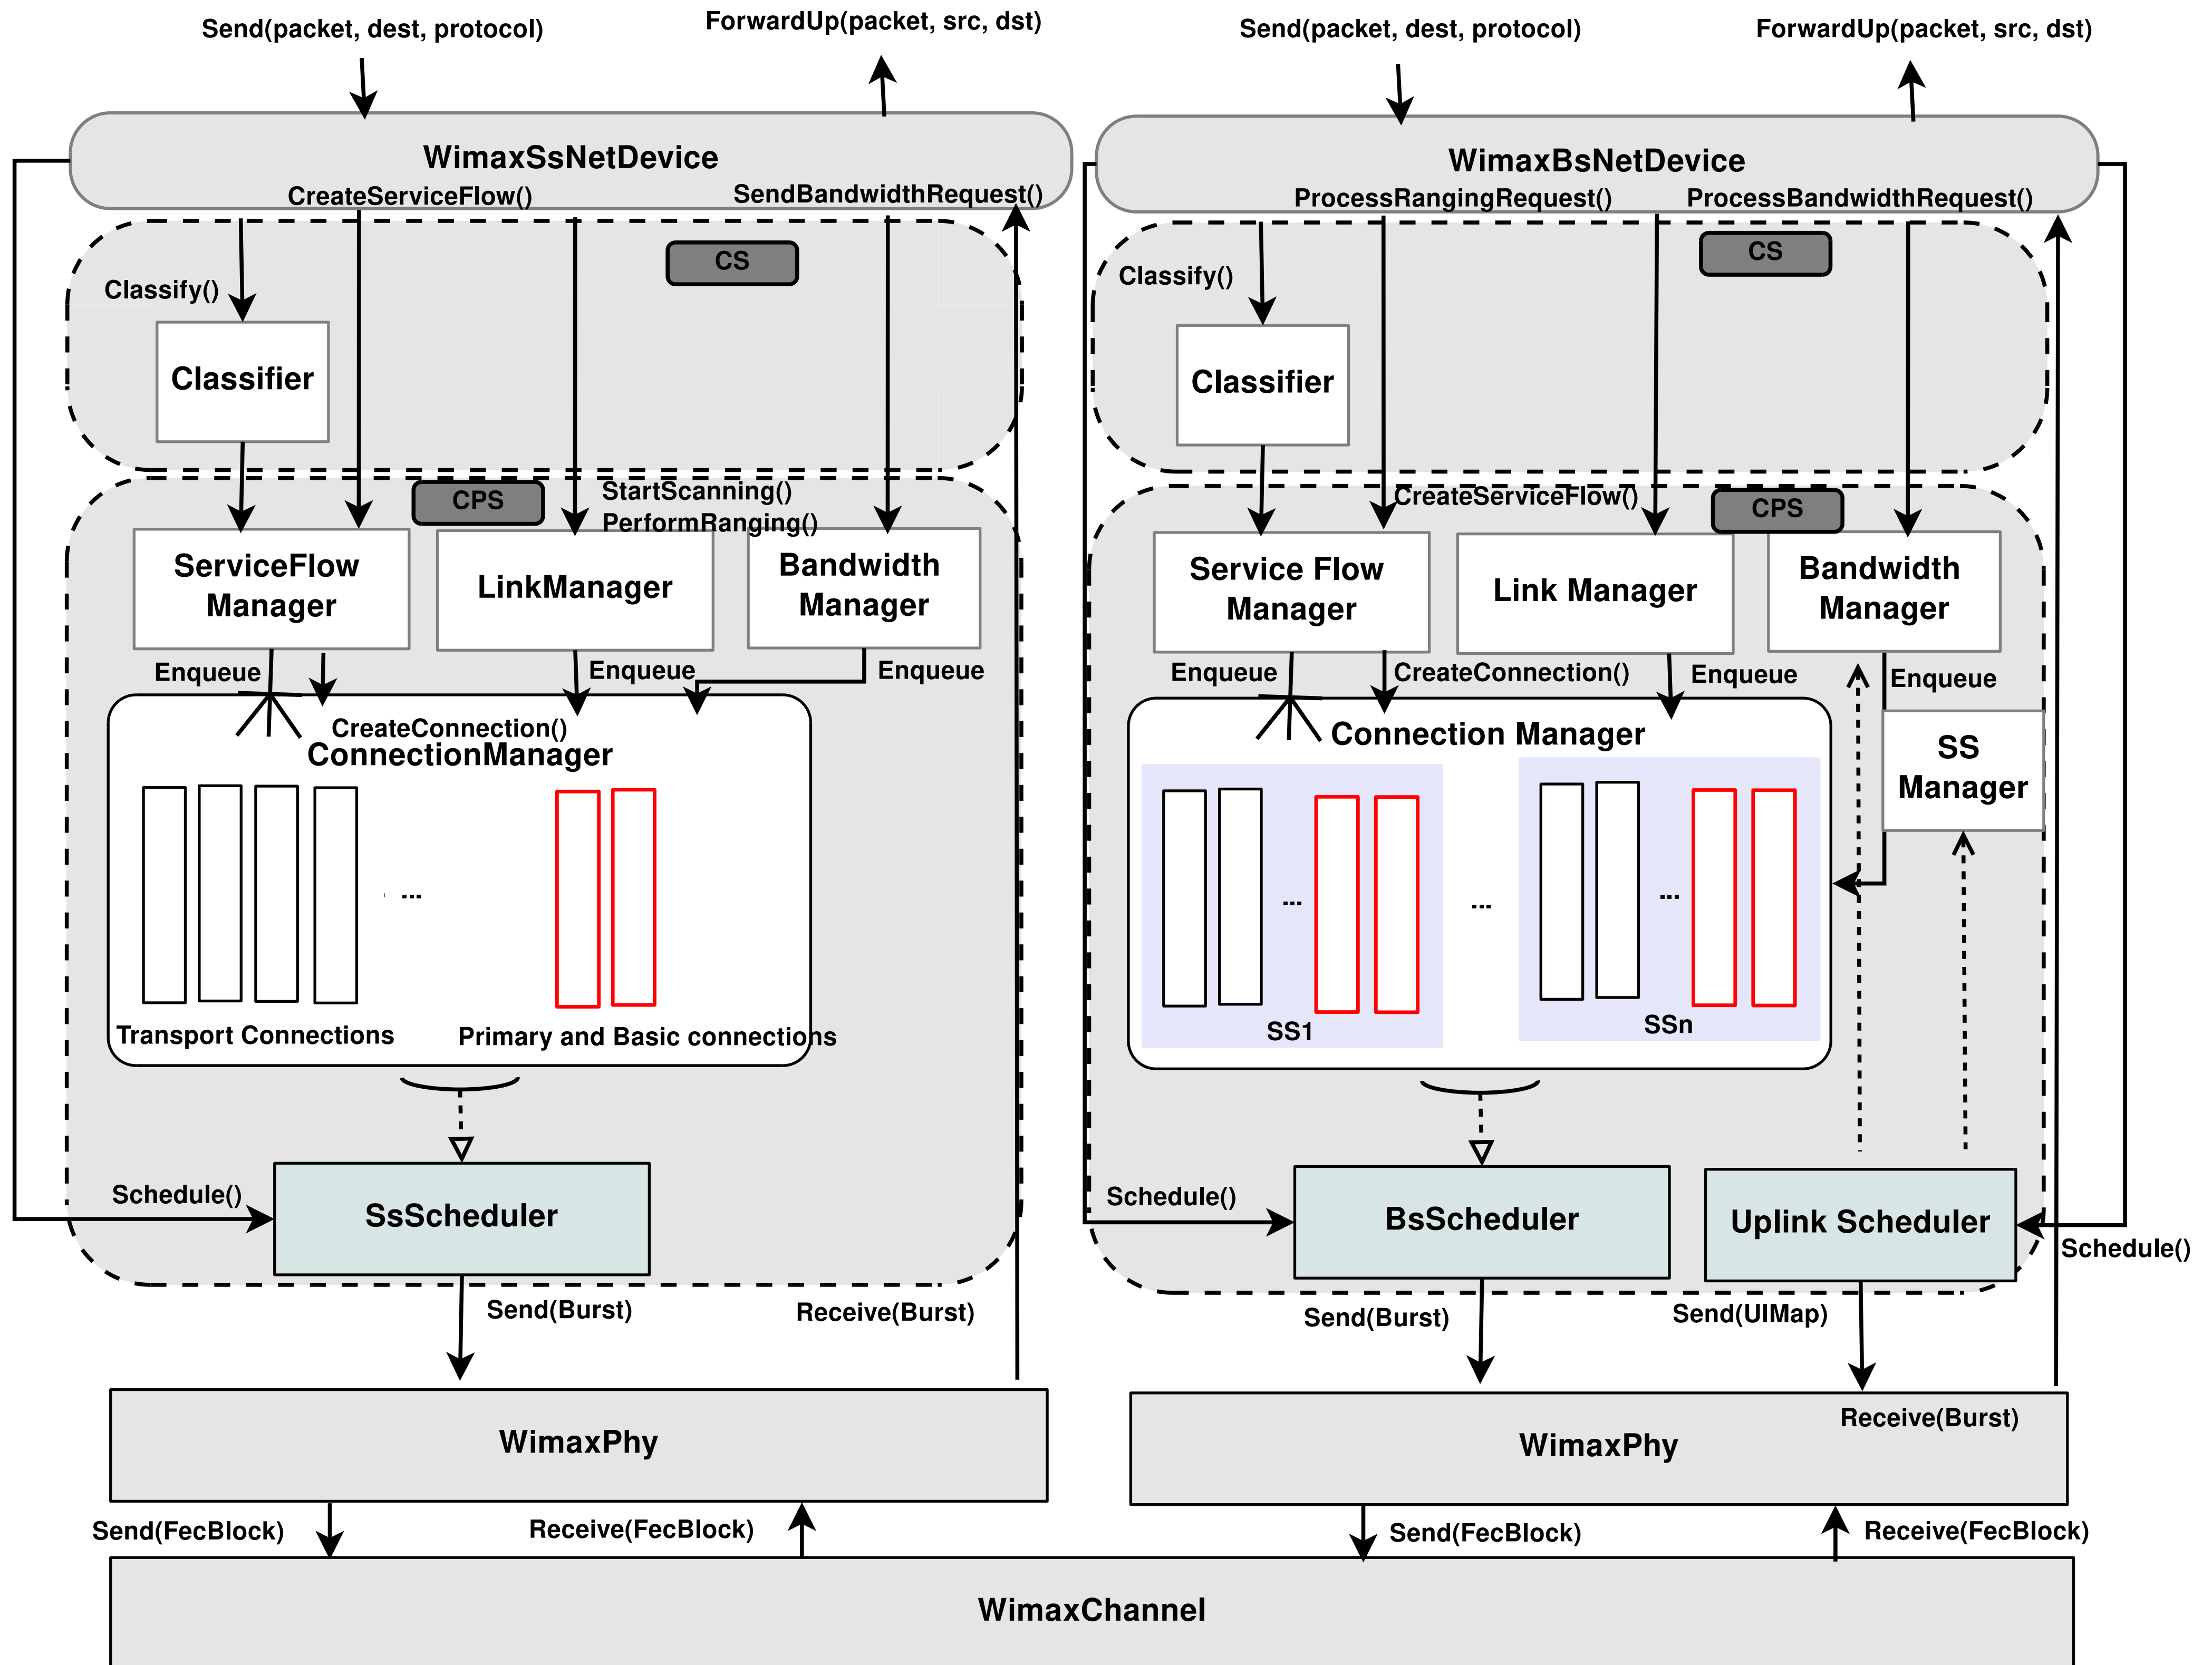 Send(packet, dest, protocol)
ForwardUp(packet, src, dst)
WimaxSsNetDevice
CreateServiceFlow()
SendBandwidthRequest()
CS
Classify()
Classifier
CPS
StartScanning()
PerformRanging()
ServiceFlow
Manager
LinkManager
Bandwidth
Manager
Enqueue
Enqueue
Enqueue
CreateConnection()
ConnectionManager
...
Transport Connections
Primary and Basic connections
Schedule()
SsScheduler
Send(Burst)
Receive(Burst)
WimaxPhy
Send(FecBlock)
Receive(FecBlock)
Send(packet, dest, protocol)
ForwardUp(packet, src, dst)
WimaxBsNetDevice
ProcessRangingRequest()
ProcessBandwidthRequest()
CS
Classify()
Classifier
CreateServiceFlow()
CPS
Service Flow
Manager
Link Manager
Bandwidth
Manager
Enqueue
CreateConnection()
Enqueue
Enqueue
Connection Manager
SS
Manager
...
...
...
SS1
SSn
Schedule()
BsScheduler
Uplink Scheduler
Schedule()
Send(Burst)
Send(UlMap)
Receive(Burst)
WimaxPhy
Send(FecBlock)
Receive(FecBlock)
WimaxChannel